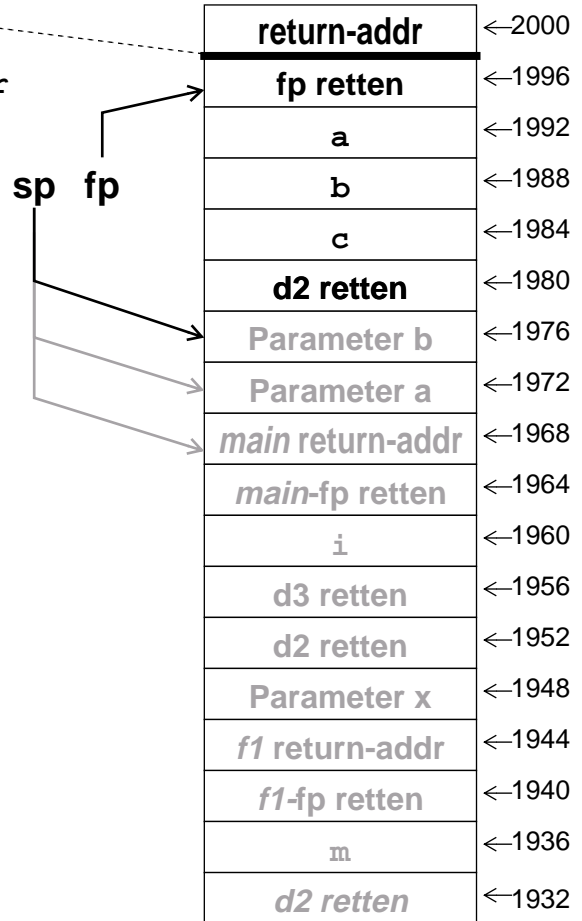 return-addr ←2000
fp retten ←1996
a ←1992
sp fp b ←1988
c ←1984
d2 retten ←1980
Parameter b ←1976
Parameter a ←1972
main return-addr ←1968
main-fp retten ←1964
i ←1960
d3 retten ←1956
d2 retten ←1952
Parameter x ←1948
f1 return-addr ←1944
f1-fp retten ←1940
m ←1936
d2 retten ←1932